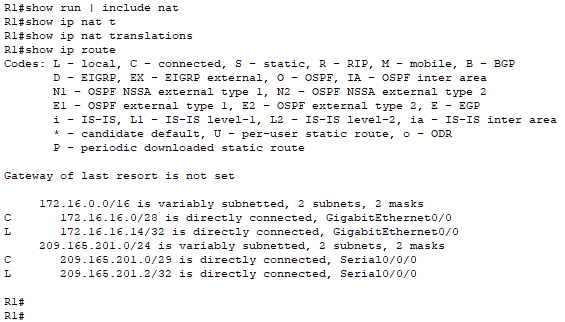 R1#show run | include nat
R1#show ip nat t
R1#show ip nat translations
R1#show ip route
Codes: L - local, C - connected, S - static, R - RIP, M - mobile, B - BGP
       D - EIGRP, EX - EIGRP external, O - OSPF, IA - OSPF inter area
       N1 - OSPF NSSA external type 1, N2 - OSPF NSSA external type 2
       E1 - OSPF external type 1, E2 - OSPF external type 2, E - EGP
       i - IS-IS, L1 - IS-IS level-1, L2 - IS-IS level-2, ia - IS-IS inter area
       * - candidate default, U - per-user static route, o - ODR
       P - periodic downloaded static route
Gateway of last resort is not set
     172.16.0.0/16 is variably subnetted, 2 subnets, 2 masks
C       172.16.16.0/28 is directly connected, GigabitEthernet0/0
L       172.16.16.14/32 is directly connected, GigabitEthernet0/0
     209.165.201.0/24 is variably subnetted, 2 subnets, 2 masks
C       209.165.201.0/29 is directly connected, Serial0/0/0
L       209.165.201.2/32 is directly connected, Serial0/0/0
R1#
R1#